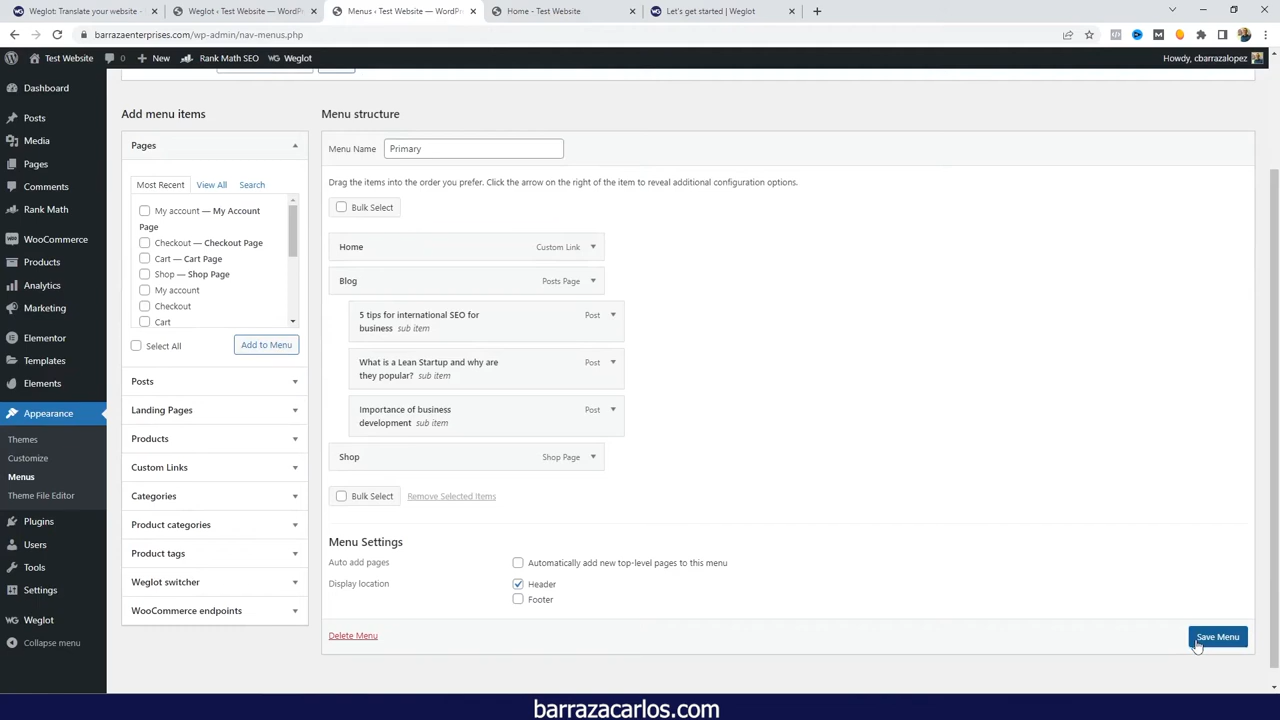 Weglot: Translate your website -
Weglot ‹ Test Website — WordPr
Menus ‹ Test Website — WordPr
Home - Test Website
Let's get started | Weglot
barrazaenterprises.com/wp-admin/nav-menus.php
Test Website
0
New
Rank Math SEO
Weglot
Howdy, cbarrazalopez
Dashboard
Posts
Media
Pages
Comments
Rank Math
WooCommerce
Products
Analytics
Marketing
Elementor
Templates
Elements
Appearance
Themes
Customize
Menus
Theme File Editor
Plugins
Users
Tools
Settings
Weglot
Collapse menu
Add menu items
Pages
Most Recent
View All
Search
My account — My Account
Page
Checkout — Checkout Page
Cart — Cart Page
Shop — Shop Page
My account
Checkout
Cart
Select All
Add to Menu
Posts
Landing Pages
Products
Custom Links
Categories
Product categories
Product tags
Weglot switcher
WooCommerce endpoints
Menu structure
Menu Name
Primary
Drag the items into the order you prefer. Click the arrow on the right of the item to reveal additional configuration options.
Bulk Select
Home
Custom Link
Blog
Posts Page
5 tips for international SEO for
business sub item
Post
What is a Lean Startup and why are
they popular? sub item
Post
Importance of business
development sub item
Post
Shop
Shop Page
Bulk Select
Remove Selected Items
Menu Settings
Auto add pages
Automatically add new top-level pages to this menu
Display location
Header
Footer
Delete Menu
Save Menu
barrazacarlos.com